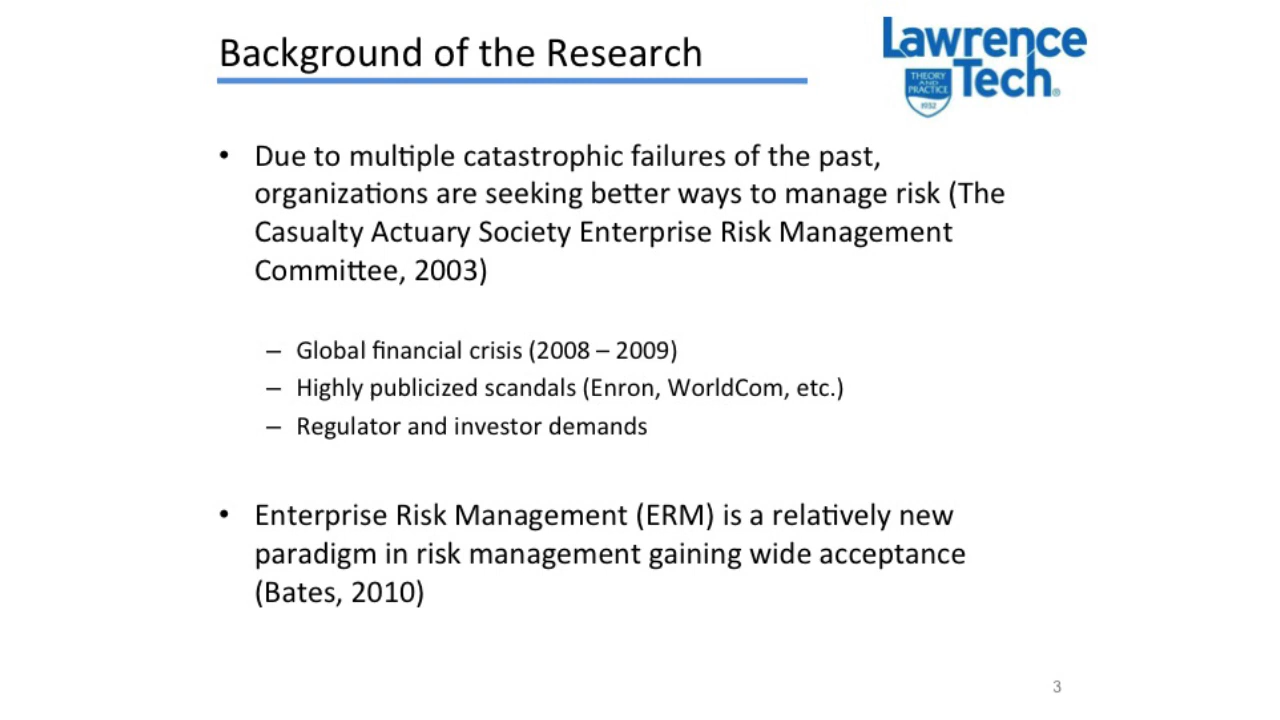 Background of the Research
Lawrence
Tech®
THEORY
AND
PRACTICE
1932
• Due to multiple catastrophic failures of the past,
organizations are seeking better ways to manage risk (The
Casualty Actuary Society Enterprise Risk Management
Committee, 2003)
– Global financial crisis (2008 – 2009)
– Highly publicized scandals (Enron, WorldCom, etc.)
– Regulator and investor demands
• Enterprise Risk Management (ERM) is a relatively new
paradigm in risk management gaining wide acceptance
(Bates, 2010)
3